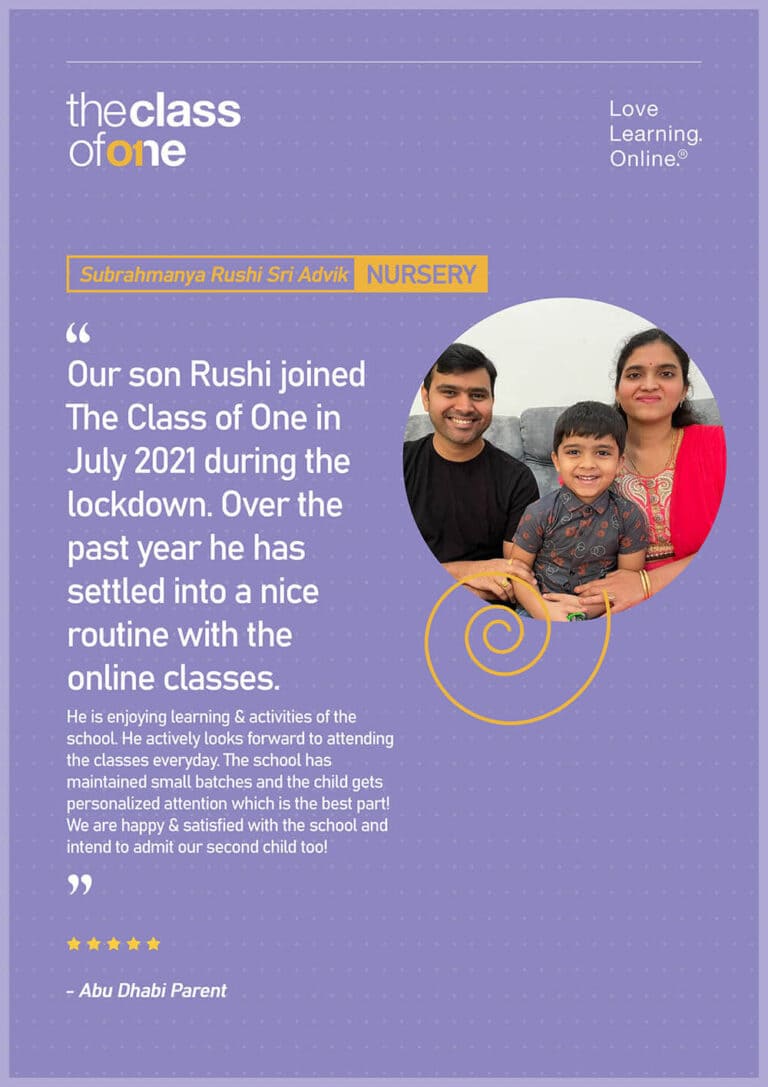 theclass
ofone
Love
Learning.
Online.®
Subrahmanya Rushi Sri Advik NURSERY
“
Our son Rushi joined
The Class of One in
July 2021 during the
lockdown. Over the
past year he has
settled into a nice
routine with the
online classes.
He is enjoying learning & activities of the
school. He actively looks forward to attending
the classes everyday. The school has
maintained small batches and the child gets
personalized attention which is the best part!
We are happy & satisfied with the school and
intend to admit our second child too!
”
- Abu Dhabi Parent